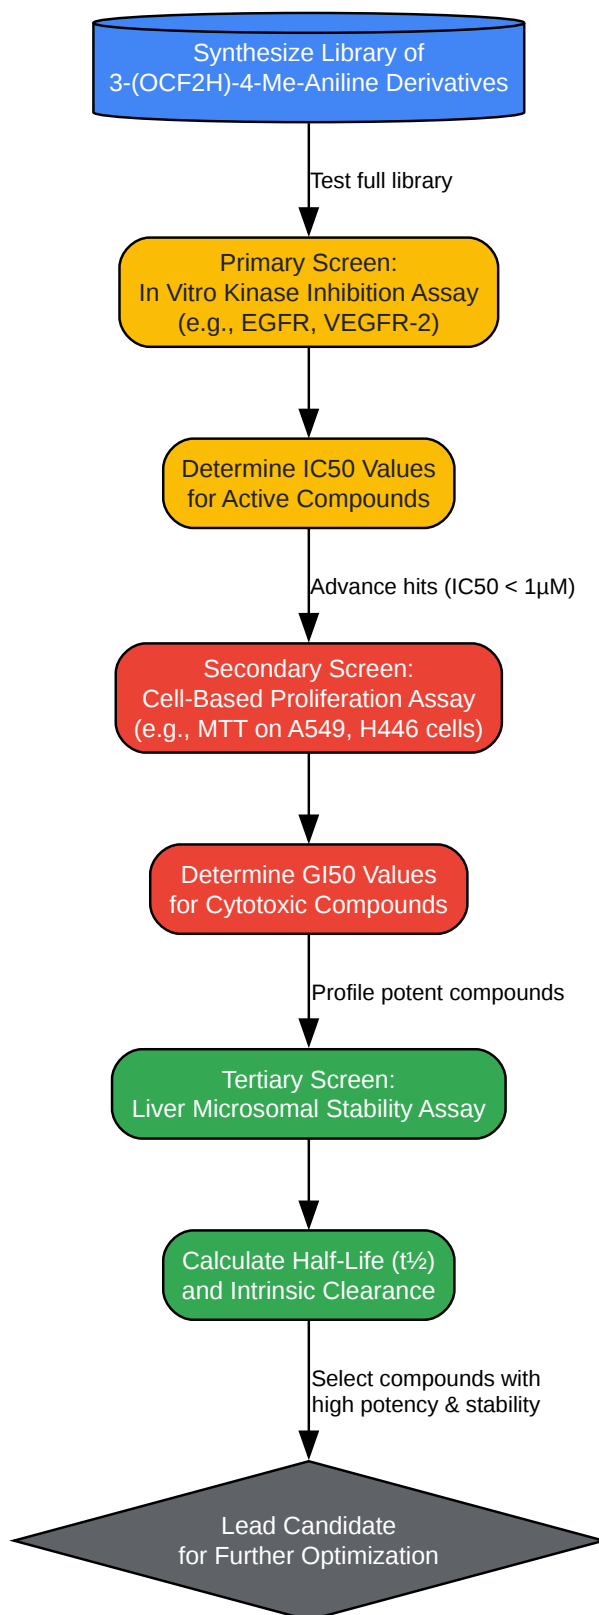 Synthesize Library of
3-(OCF2H)-4-Me-Aniline Derivatives
Test full library
Primary Screen:
In Vitro Kinase Inhibition Assay
(e.g., EGFR, VEGFR-2)
Determine IC50 Values
for Active Compounds
Advance hits (IC50 < 1µM)
Secondary Screen:
Cell-Based Proliferation Assay
(e.g., MTT on A549, H446 cells)
Determine GI50 Values
for Cytotoxic Compounds
Profile potent compounds
Tertiary Screen:
Liver Microsomal Stability Assay
Calculate Half-Life (t½)
and Intrinsic Clearance
Select compounds with
high potency & stability
Lead Candidate
for Further Optimization